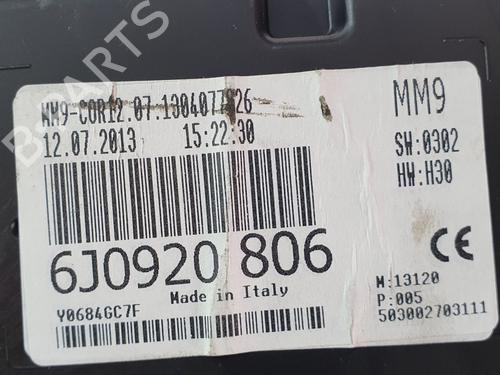 MM9-COR12.07.1304077826
MM9
12.07.2013 15:22:30
SW:0302
HW:H30
6J0920 806
CE
Made in Italy
M:13120
Y0684GC7F
P:005
503002703111
B-PARTS